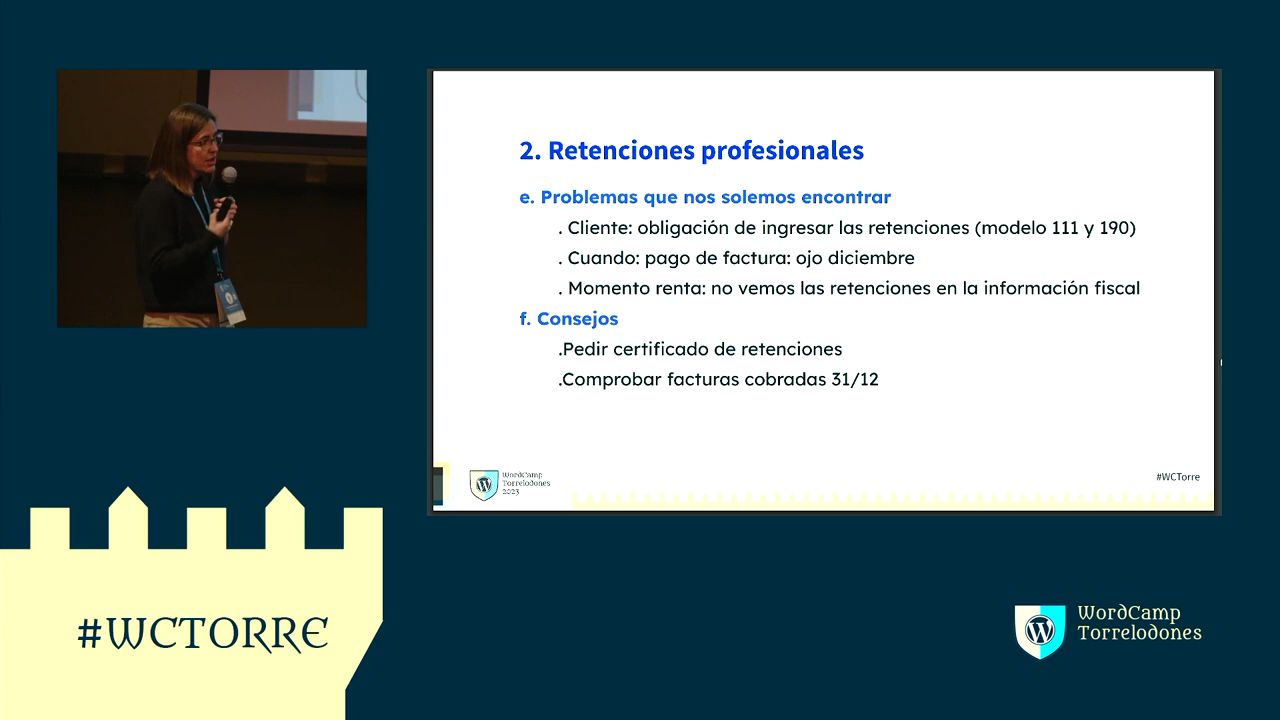 2. Retenciones profesionales
e. Problemas que nos solemos encontrar
. Cliente: obligación de ingresar las retenciones (modelo 111 y 190)
. Cuando: pago de factura: ojo diciembre
. Momento renta: no vemos las retenciones en la información fiscal
f. Consejos
.Pedir certificado de retenciones
.Comprobar facturas cobradas 31/12
WordCamp
Torrelodones
2023
#WCTorre
#WCTORRE
WordCamp
Torrelodones